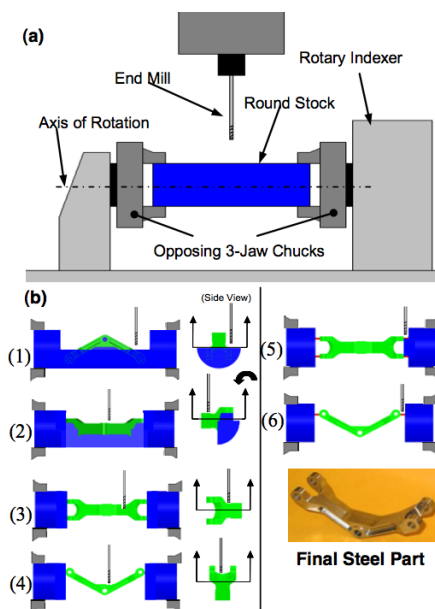 (a)
End Mill
Rotary Indexer
Round Stock
Axis of Rotation
Opposing 3-Jaw Chucks
(b)
(Side View)
(1)
(2)
(3)
(4)
(5)
(6)
Final Steel Part